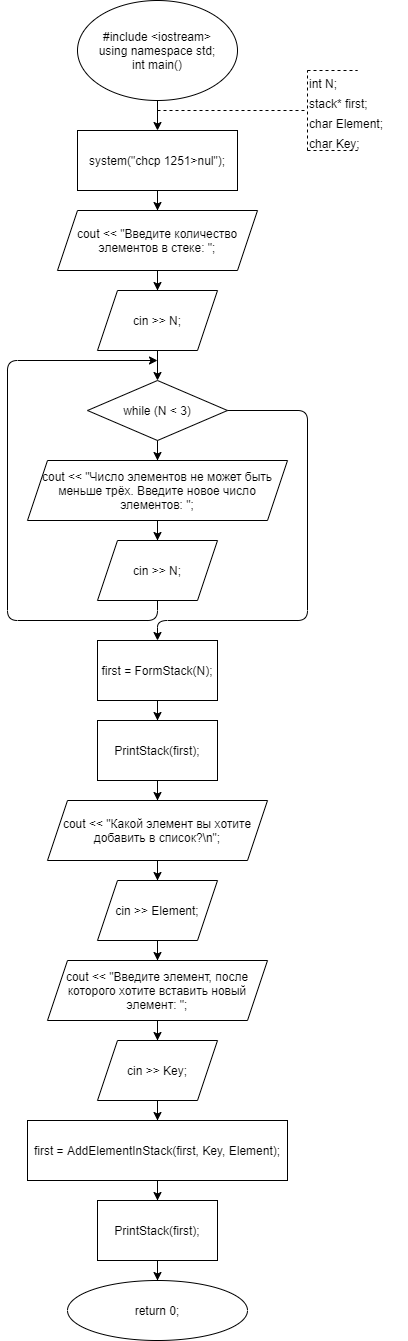 #include <iostream>
using namespace std;
int main()
int N;
stack* first;
char Element;
char Key;
system("chcp 1251>nul");
cout << "Введите количество
элементов в стеке: ";
cin >> N;
while (N < 3)
cout << "Число элементов не может быть
меньше трёх. Введите новое число
элементов: ";
cin >> N;
first = FormStack(N);
PrintStack(first);
cout << "Какой элемент вы хотите
добавить в список?\n";
cin >> Element;
cout << "Введите элемент, после
которого хотите вставить новый
элемент: ";
cin >> Key;
first = AddElementInStack(first, Key, Element);
PrintStack(first);
return 0;